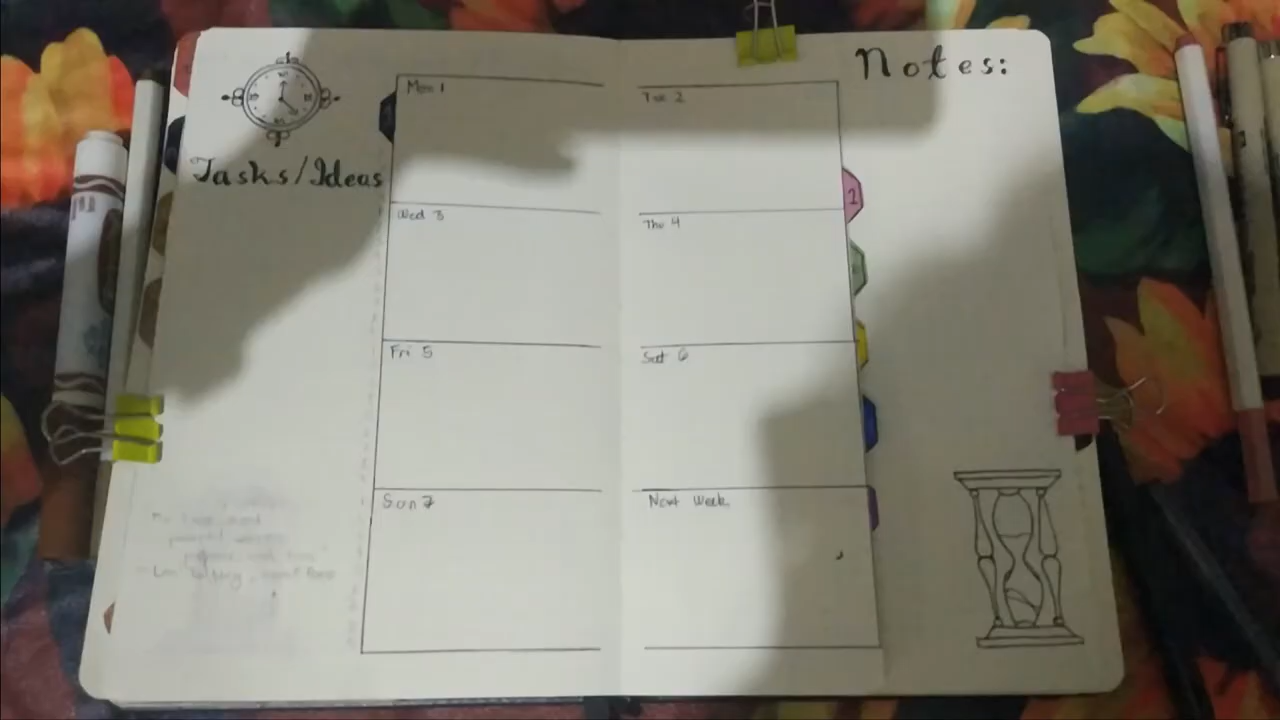 Notes:
Tasks/Ideas
Mon 1
Tue 2
1
Wed 3
Thu 4
Fri 5
Sat 6
Sun 7
Next Week